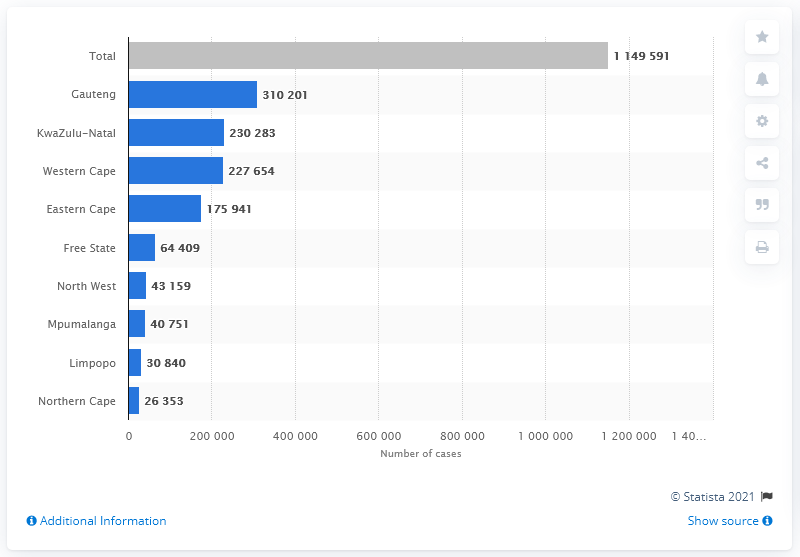 Total 1 149 591
Gauteng 310 201
KwaZulu-Natal 230 283
Western Cape 227 654
Eastern Cape 175 941
Free State 64 409
North West 43 159
Mpumalanga 40 751
Limpopo 30 840
Northern Cape 26 353
0 200 000 400 000 600 000 800 000 1 000 000 1 200 000 1 40...
Number of cases
© Statista 2021
Additional Information Show source